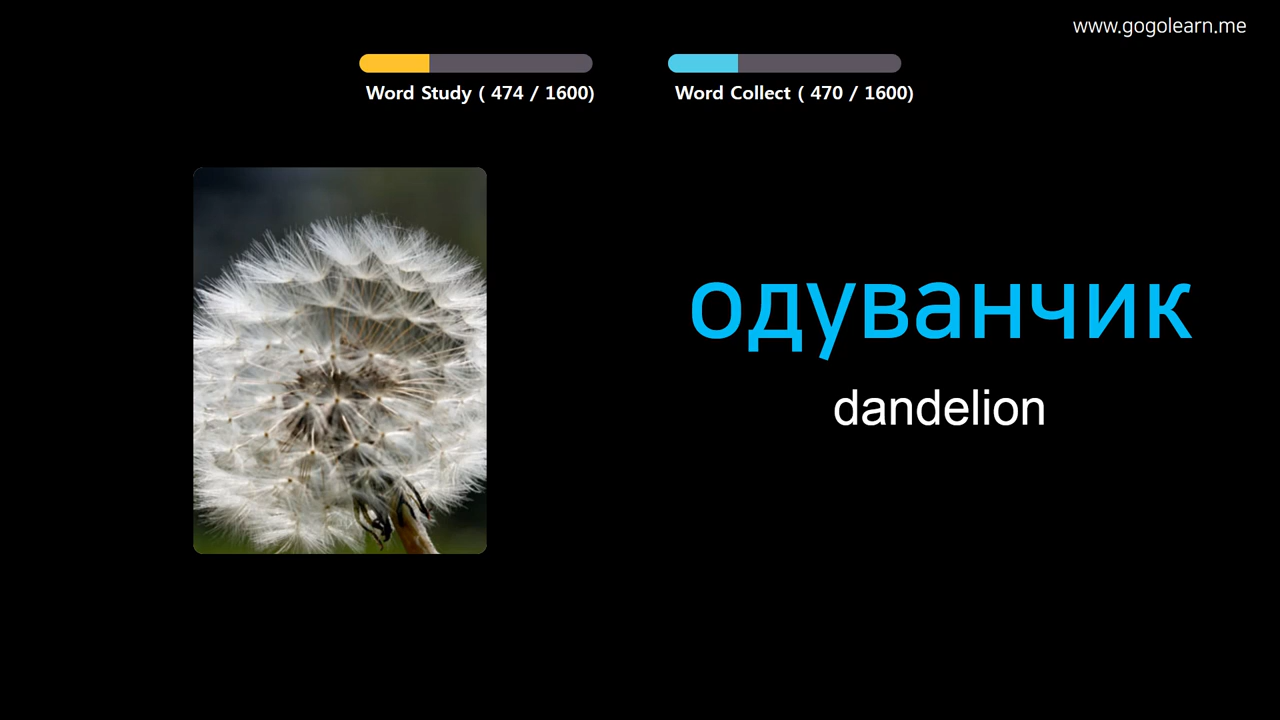 www.gogolearn.me
Word Study ( 474 / 1600)
Word Collect ( 470 / 1600)
одуванчик
dandelion